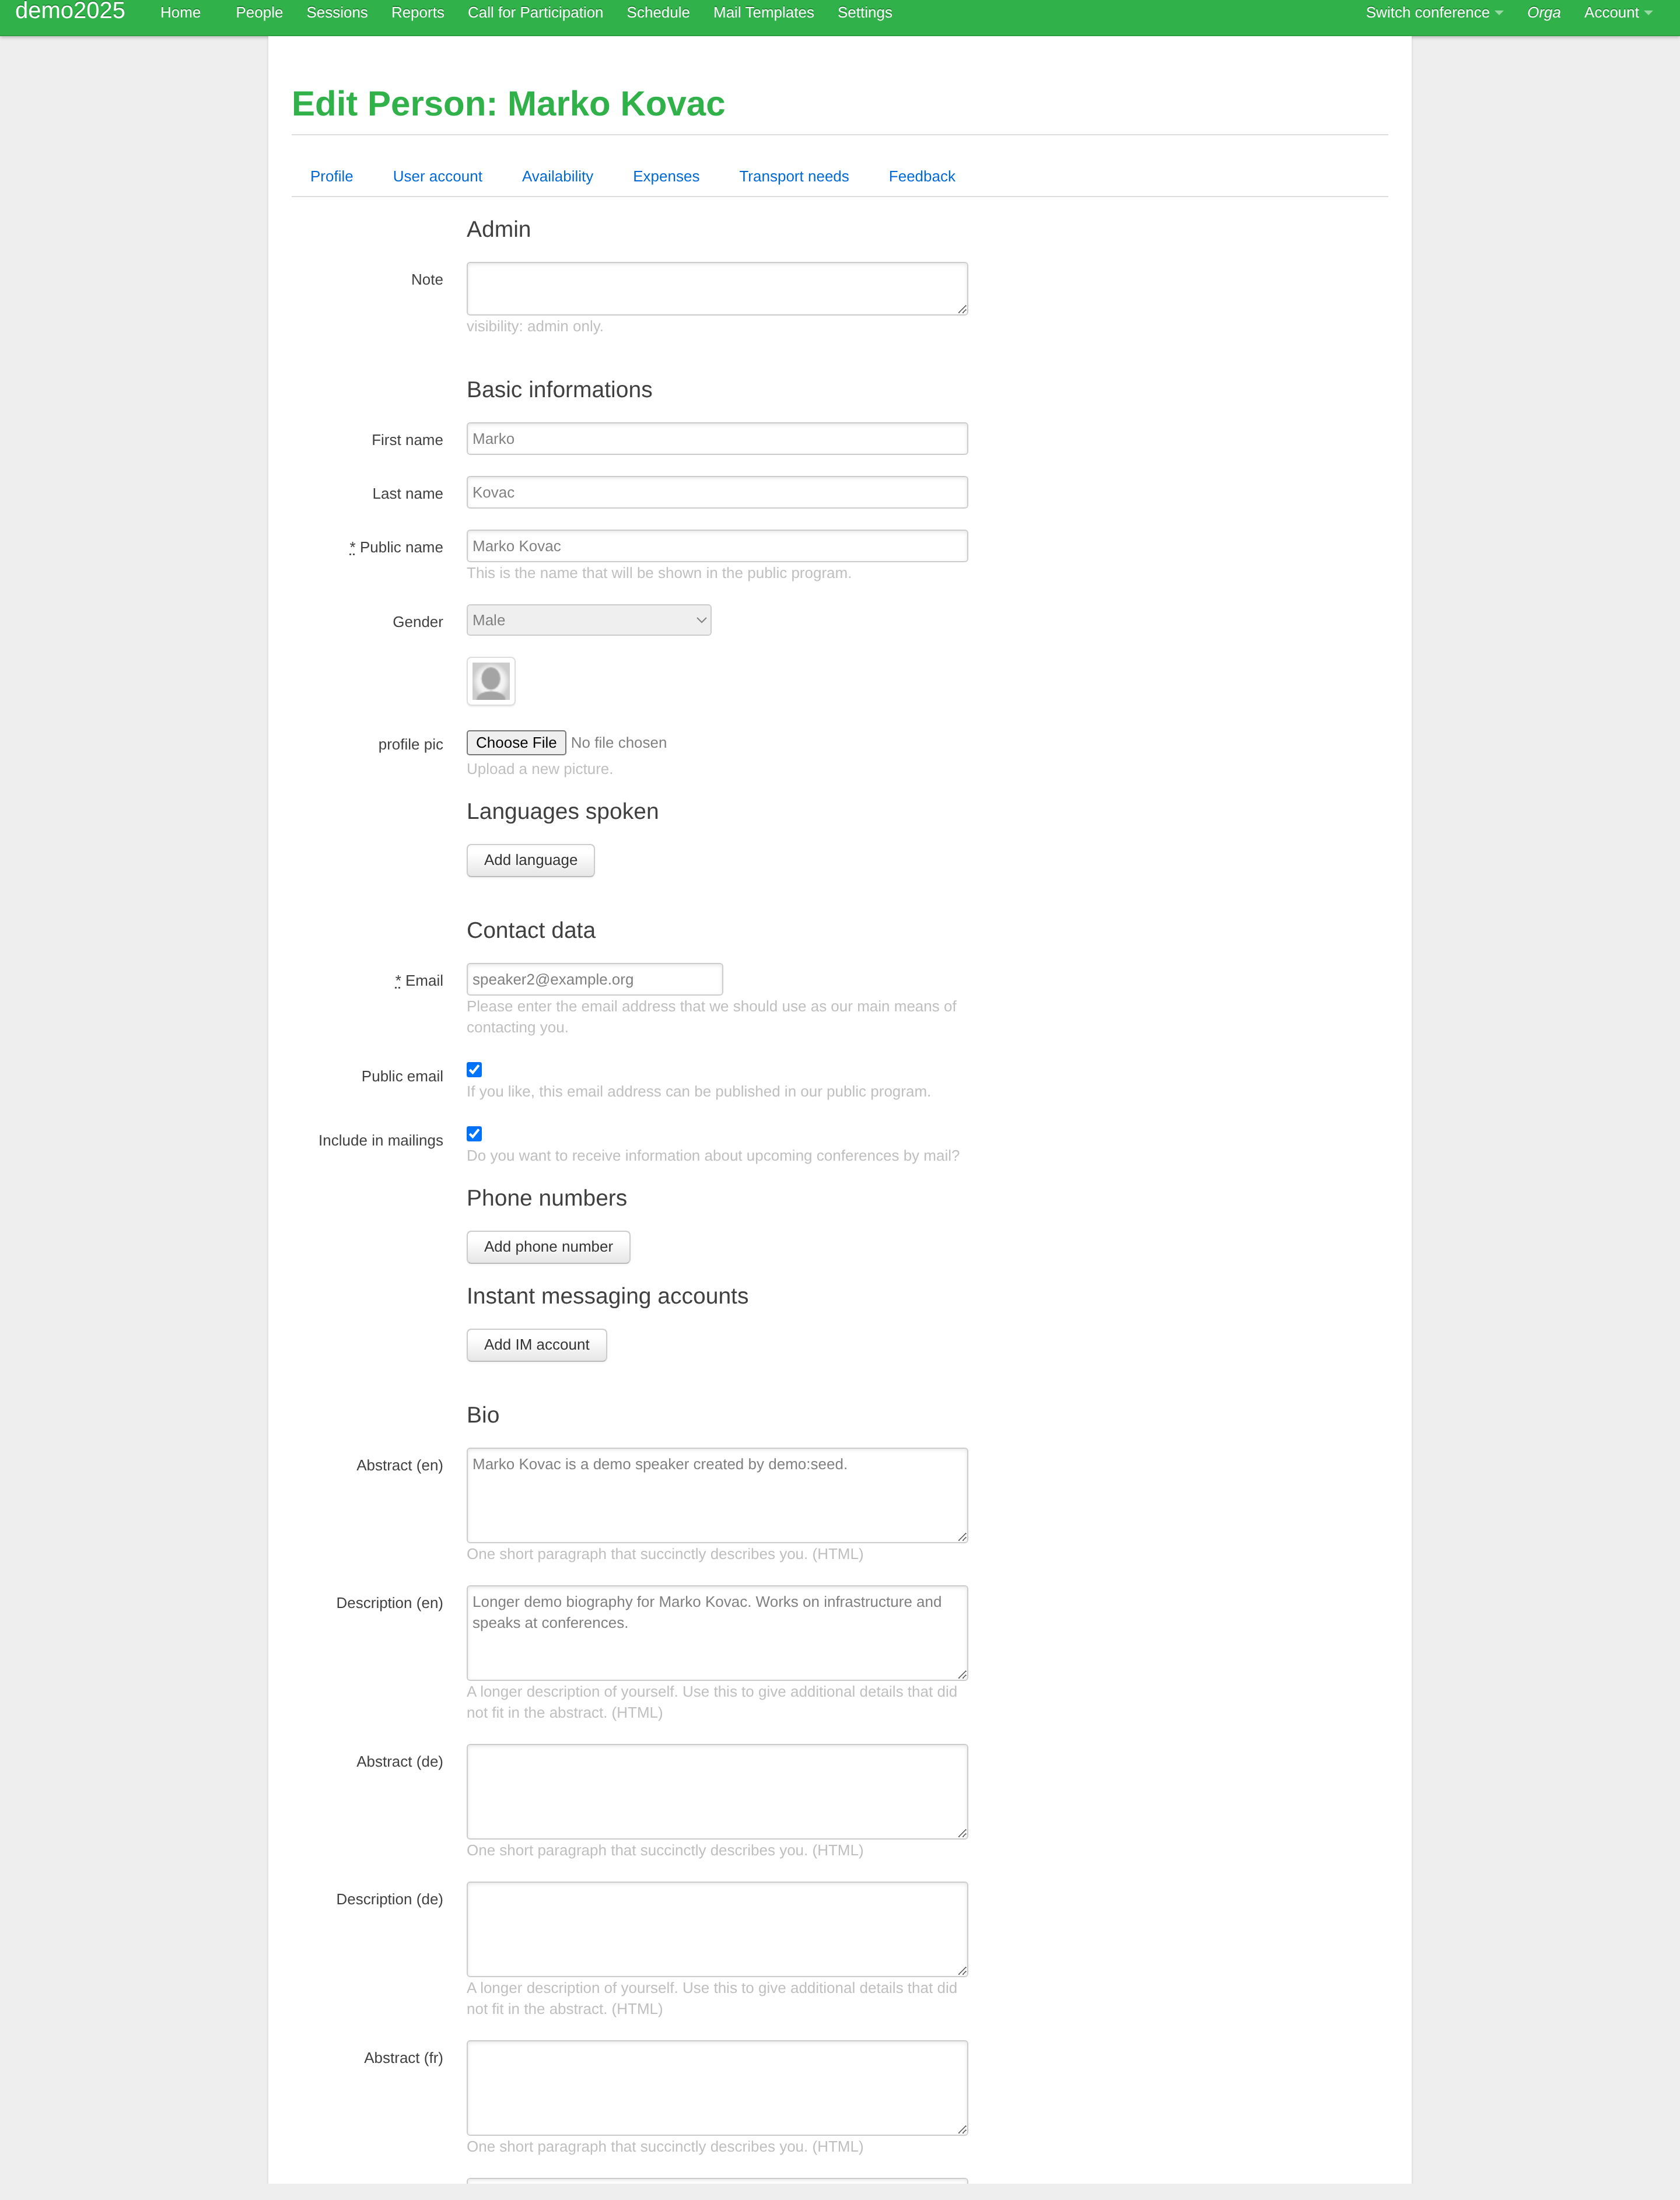 demo2025 Home People Sessions Reports Call for Participation Schedule Mail Templates Settings Switch conference Orga Account
Edit Person: Marko Kovac
Profile User account Availability Expenses Transport needs Feedback
Admin
Note
visibility: admin only.
Basic informations
First name Marko
Last name Kovac
* Public name Marko Kovac
This is the name that will be shown in the public program.
Gender Male
profile pic Choose File No file chosen
Upload a new picture.
Languages spoken
Add language
Contact data
* Email speaker2@example.org
Please enter the email address that we should use as our main means of
contacting you.
Public email
If you like, this email address can be published in our public program.
Include in mailings
Do you want to receive information about upcoming conferences by mail?
Phone numbers
Add phone number
Instant messaging accounts
Add IM account
Bio
Abstract (en) Marko Kovac is a demo speaker created by demo:seed.
One short paragraph that succinctly describes you. (HTML)
Description (en) Longer demo biography for Marko Kovac. Works on infrastructure and
speaks at conferences.
A longer description of yourself. Use this to give additional details that did
not fit in the abstract. (HTML)
Abstract (de)
One short paragraph that succinctly describes you. (HTML)
Description (de)
A longer description of yourself. Use this to give additional details that did
not fit in the abstract. (HTML)
Abstract (fr)
One short paragraph that succinctly describes you. (HTML)